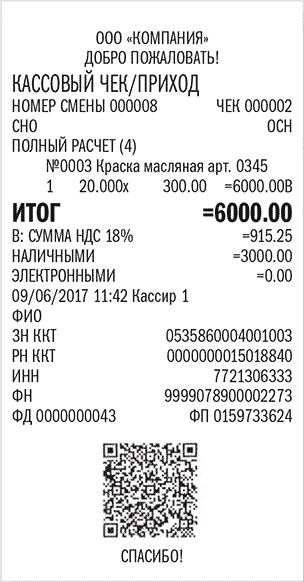 ООО «КОМПАНИЯ»
ДОБРО ПОЖАЛОВАТЬ!
КАССОВЫЙ ЧЕК/ПРИХОД
НОМЕР СМЕНЫ 000008 ЧЕК 000002
СНО ОСН
ПОЛНЫЙ РАСЧЕТ (4)
№0003 Краска масляная арт. 0345
1 20.000x 300.00 =6000.00В
ИТОГ =6000.00
В: СУММА НДС 18% =915.25
НАЛИЧНЫМИ =3000.00
ЭЛЕКТРОННЫМИ =0.00
09/06/2017 11:42 Кассир 1
ФИО
ЗН ККТ 0535860004001003
РН ККТ 0000000015018840
ИНН 7721306333
ФН 9999078900002273
ФД 0000000043 ФП 0159733624
СПАСИБО!